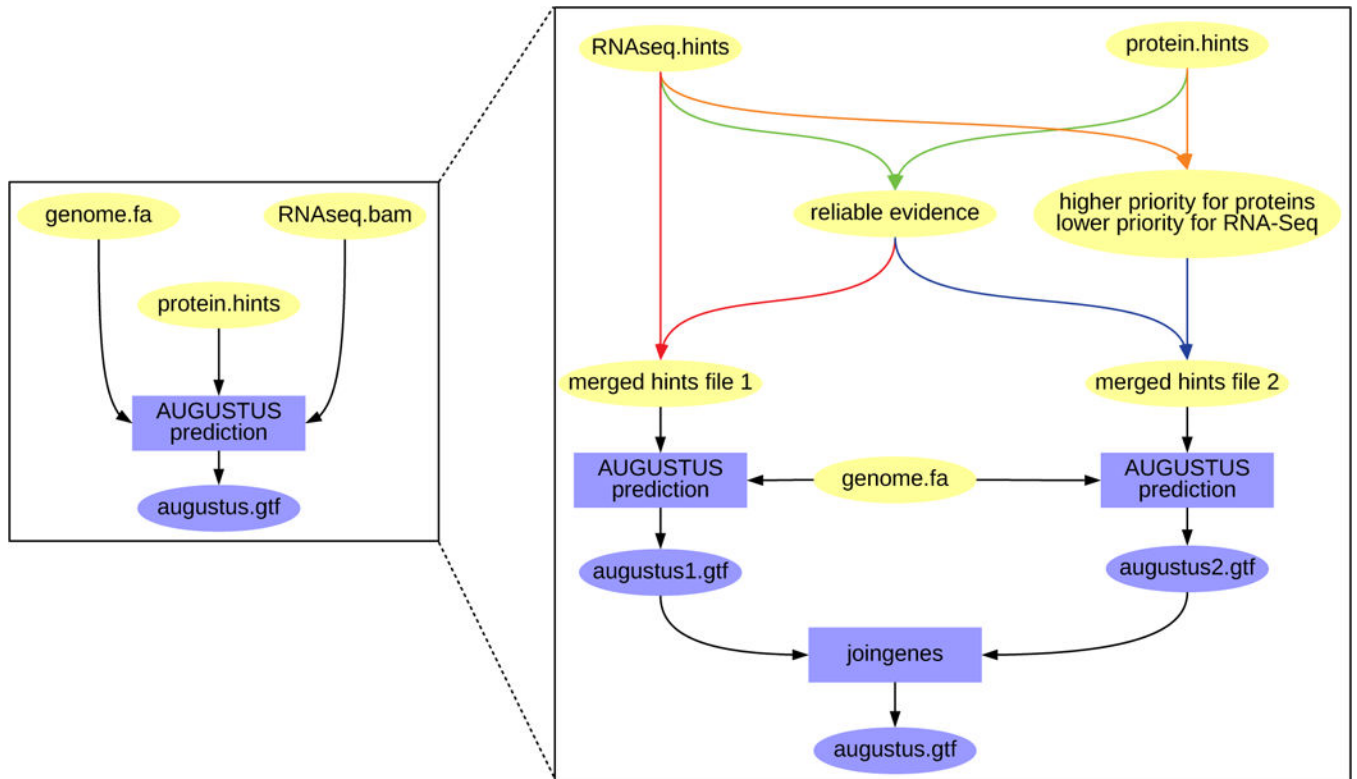 genome.fa
RNAseq.bam
protein.hints
AUGUSTUS
prediction
augustus.gtf
RNAseq.hints
protein.hints
reliable evidence
higher priority for proteins
lower priority for RNA-Seq
merged hints file 1
merged hints file 2
AUGUSTUS
prediction
genome.fa
AUGUSTUS
prediction
augustus1.gtf
augustus2.gtf
joingenes
augustus.gtf